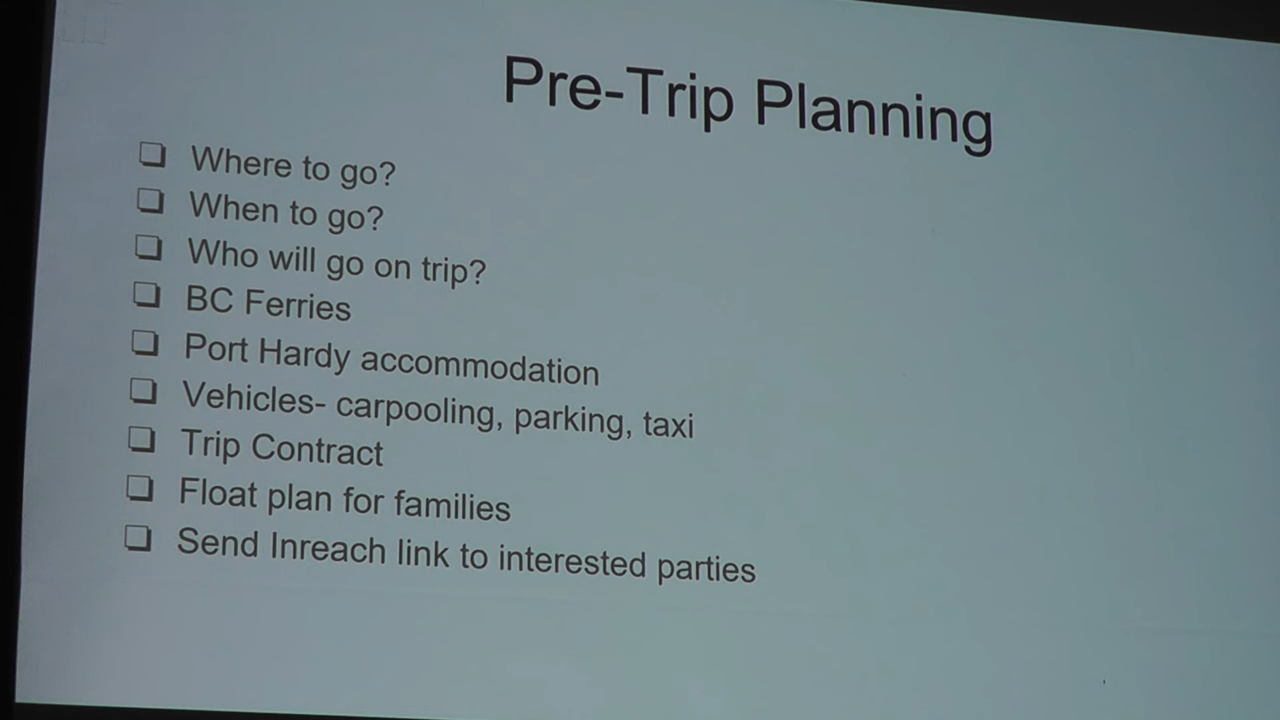 Pre-Trip Planning
❏ Where to go?
❏ When to go?
❏ Who will go on trip?
❏ BC Ferries
❏ Port Hardy accommodation
❏ Vehicles- carpooling, parking, taxi
❏ Trip Contract
❏ Float plan for families
❏ Send Inreach link to interested parties